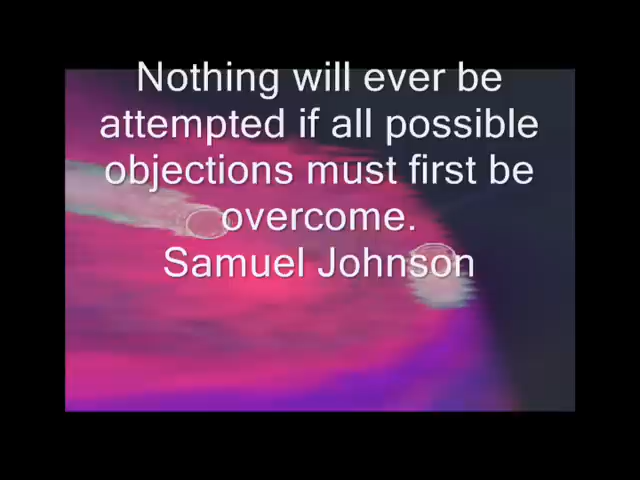 Nothing will ever be
attempted if all possible
objections must first be
overcome.
Samuel Johnson